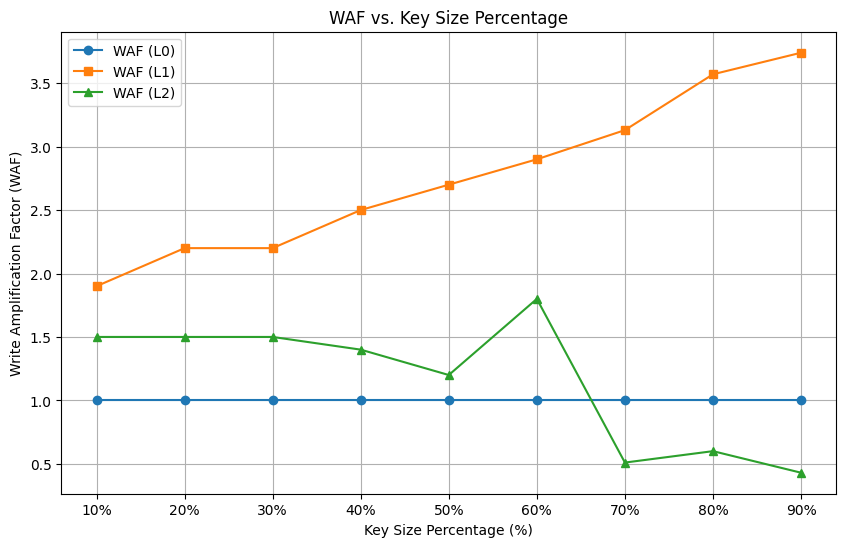 WAF vs. Key Size Percentage
WAF (L0)
WAF (L1)
WAF (L2)
Write Amplification Factor (WAF)
3.5
3.0
2.5
2.0
1.5
1.0
0.5
10% 20% 30% 40% 50% 60% 70% 80% 90%
Key Size Percentage (%)